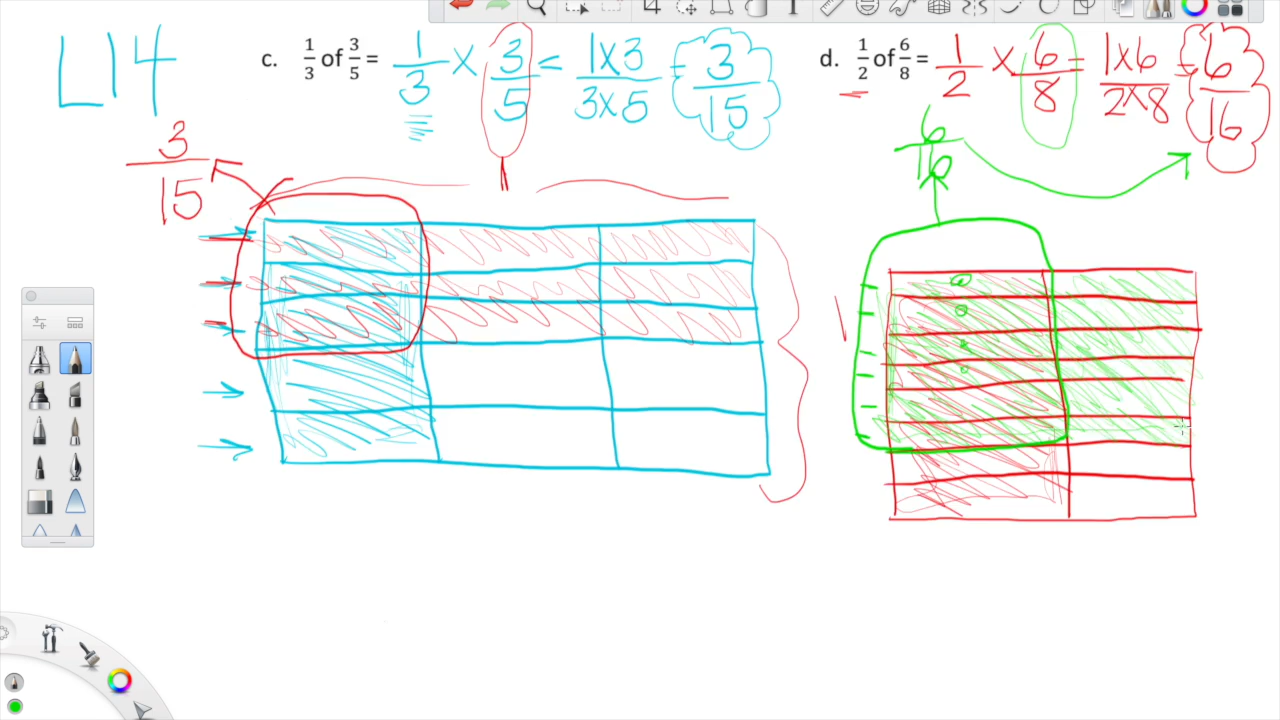 L14
c. 1/3 of 3/5 = 1/3 × 3/5 = 1×3/3×5 = 3/15
d. 1/2 of 6/8 = 1/2 × 6/8 = 1×6/2×8 = 6/16
3/15
6/16